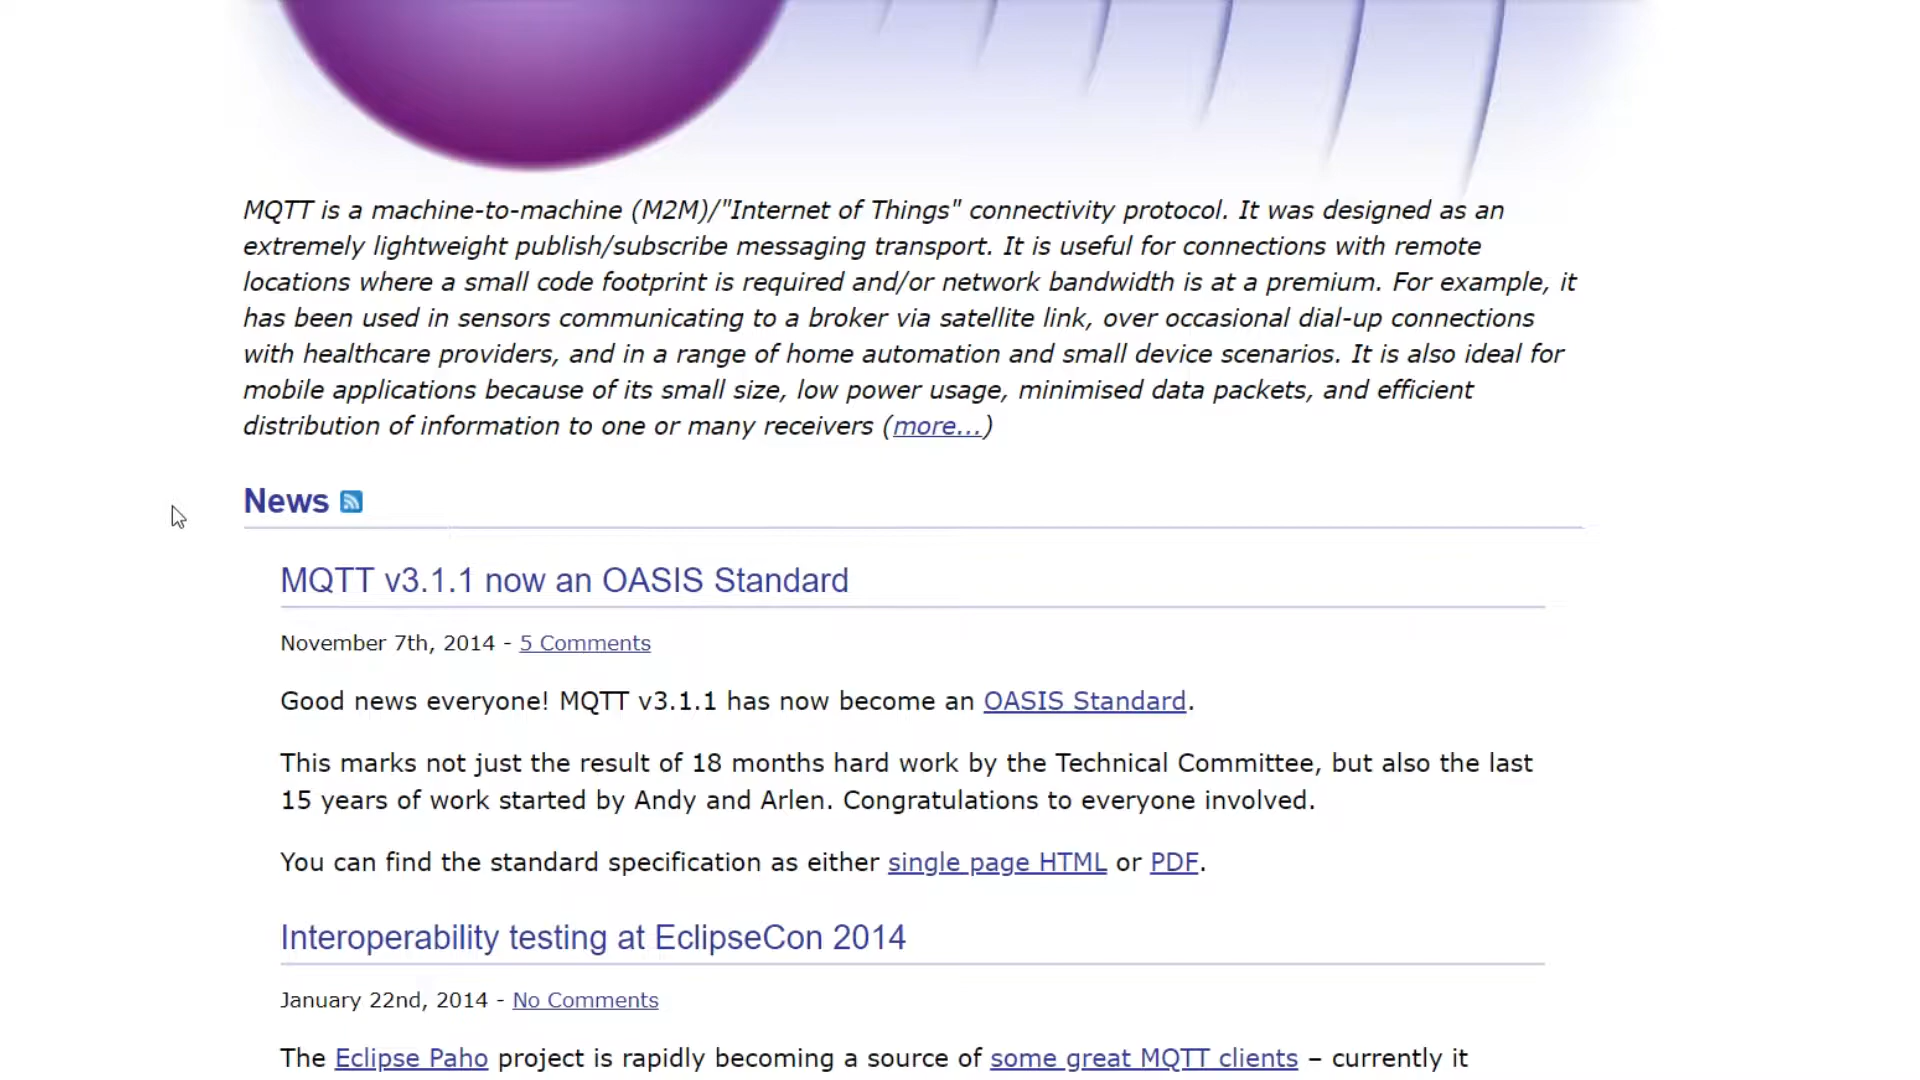 MQTT is a machine-to-machine (M2M)/"Internet of Things" connectivity protocol. It was designed as an
extremely lightweight publish/subscribe messaging transport. It is useful for connections with remote
locations where a small code footprint is required and/or network bandwidth is at a premium. For example, it
has been used in sensors communicating to a broker via satellite link, over occasional dial-up connections
with healthcare providers, and in a range of home automation and small device scenarios. It is also ideal for
mobile applications because of its small size, low power usage, minimised data packets, and efficient
distribution of information to one or many receivers (more...)
News
MQTT v3.1.1 now an OASIS Standard
November 7th, 2014 - 5 Comments
Good news everyone! MQTT v3.1.1 has now become an OASIS Standard.
This marks not just the result of 18 months hard work by the Technical Committee, but also the last
15 years of work started by Andy and Arlen. Congratulations to everyone involved.
You can find the standard specification as either single page HTML or PDF.
Interoperability testing at EclipseCon 2014
January 22nd, 2014 - No Comments
The Eclipse Paho project is rapidly becoming a source of some great MQTT clients – currently it